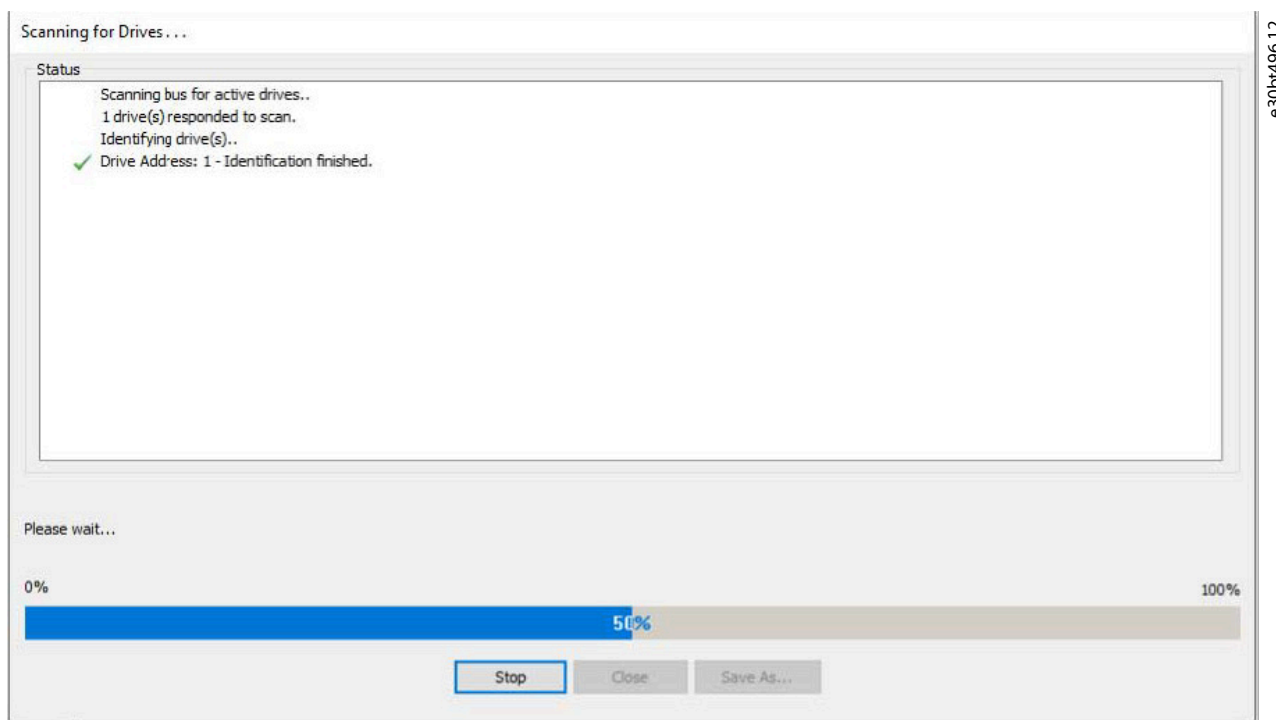 Scanning for Drives...
Status
Scanning bus for active drives..
1 drive(s) responded to scan.
Identifying drive(s)..
Drive Address: 1 - Identification finished.
Please wait...
0%
100%
50%
Stop
Close
Save As...
e30bt496.12